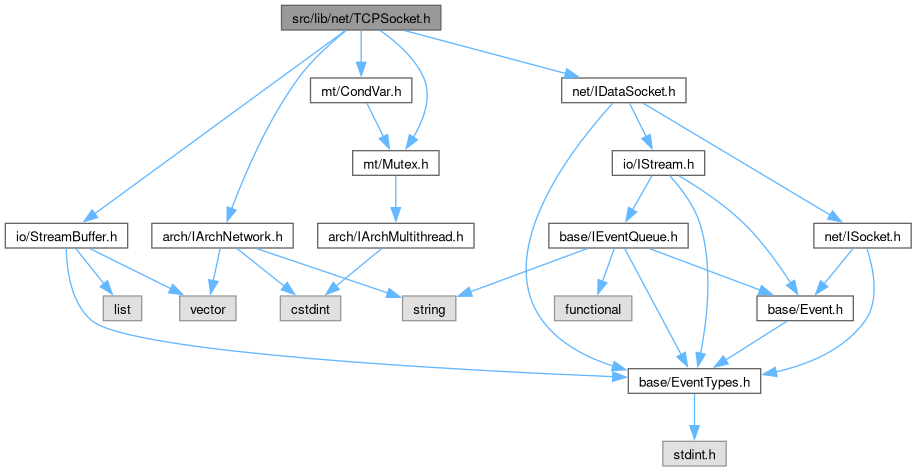 src/lib/net/TCPSocket.h
mt/CondVar.h
net/IDataSocket.h
mt/Mutex.h
io/IStream.h
io/StreamBuffer.h
arch/IArchNetwork.h
arch/IArchMultithread.h
base/IEventQueue.h
net/ISocket.h
list
vector
cstdint
string
functional
base/Event.h
base/EventTypes.h
stdint.h